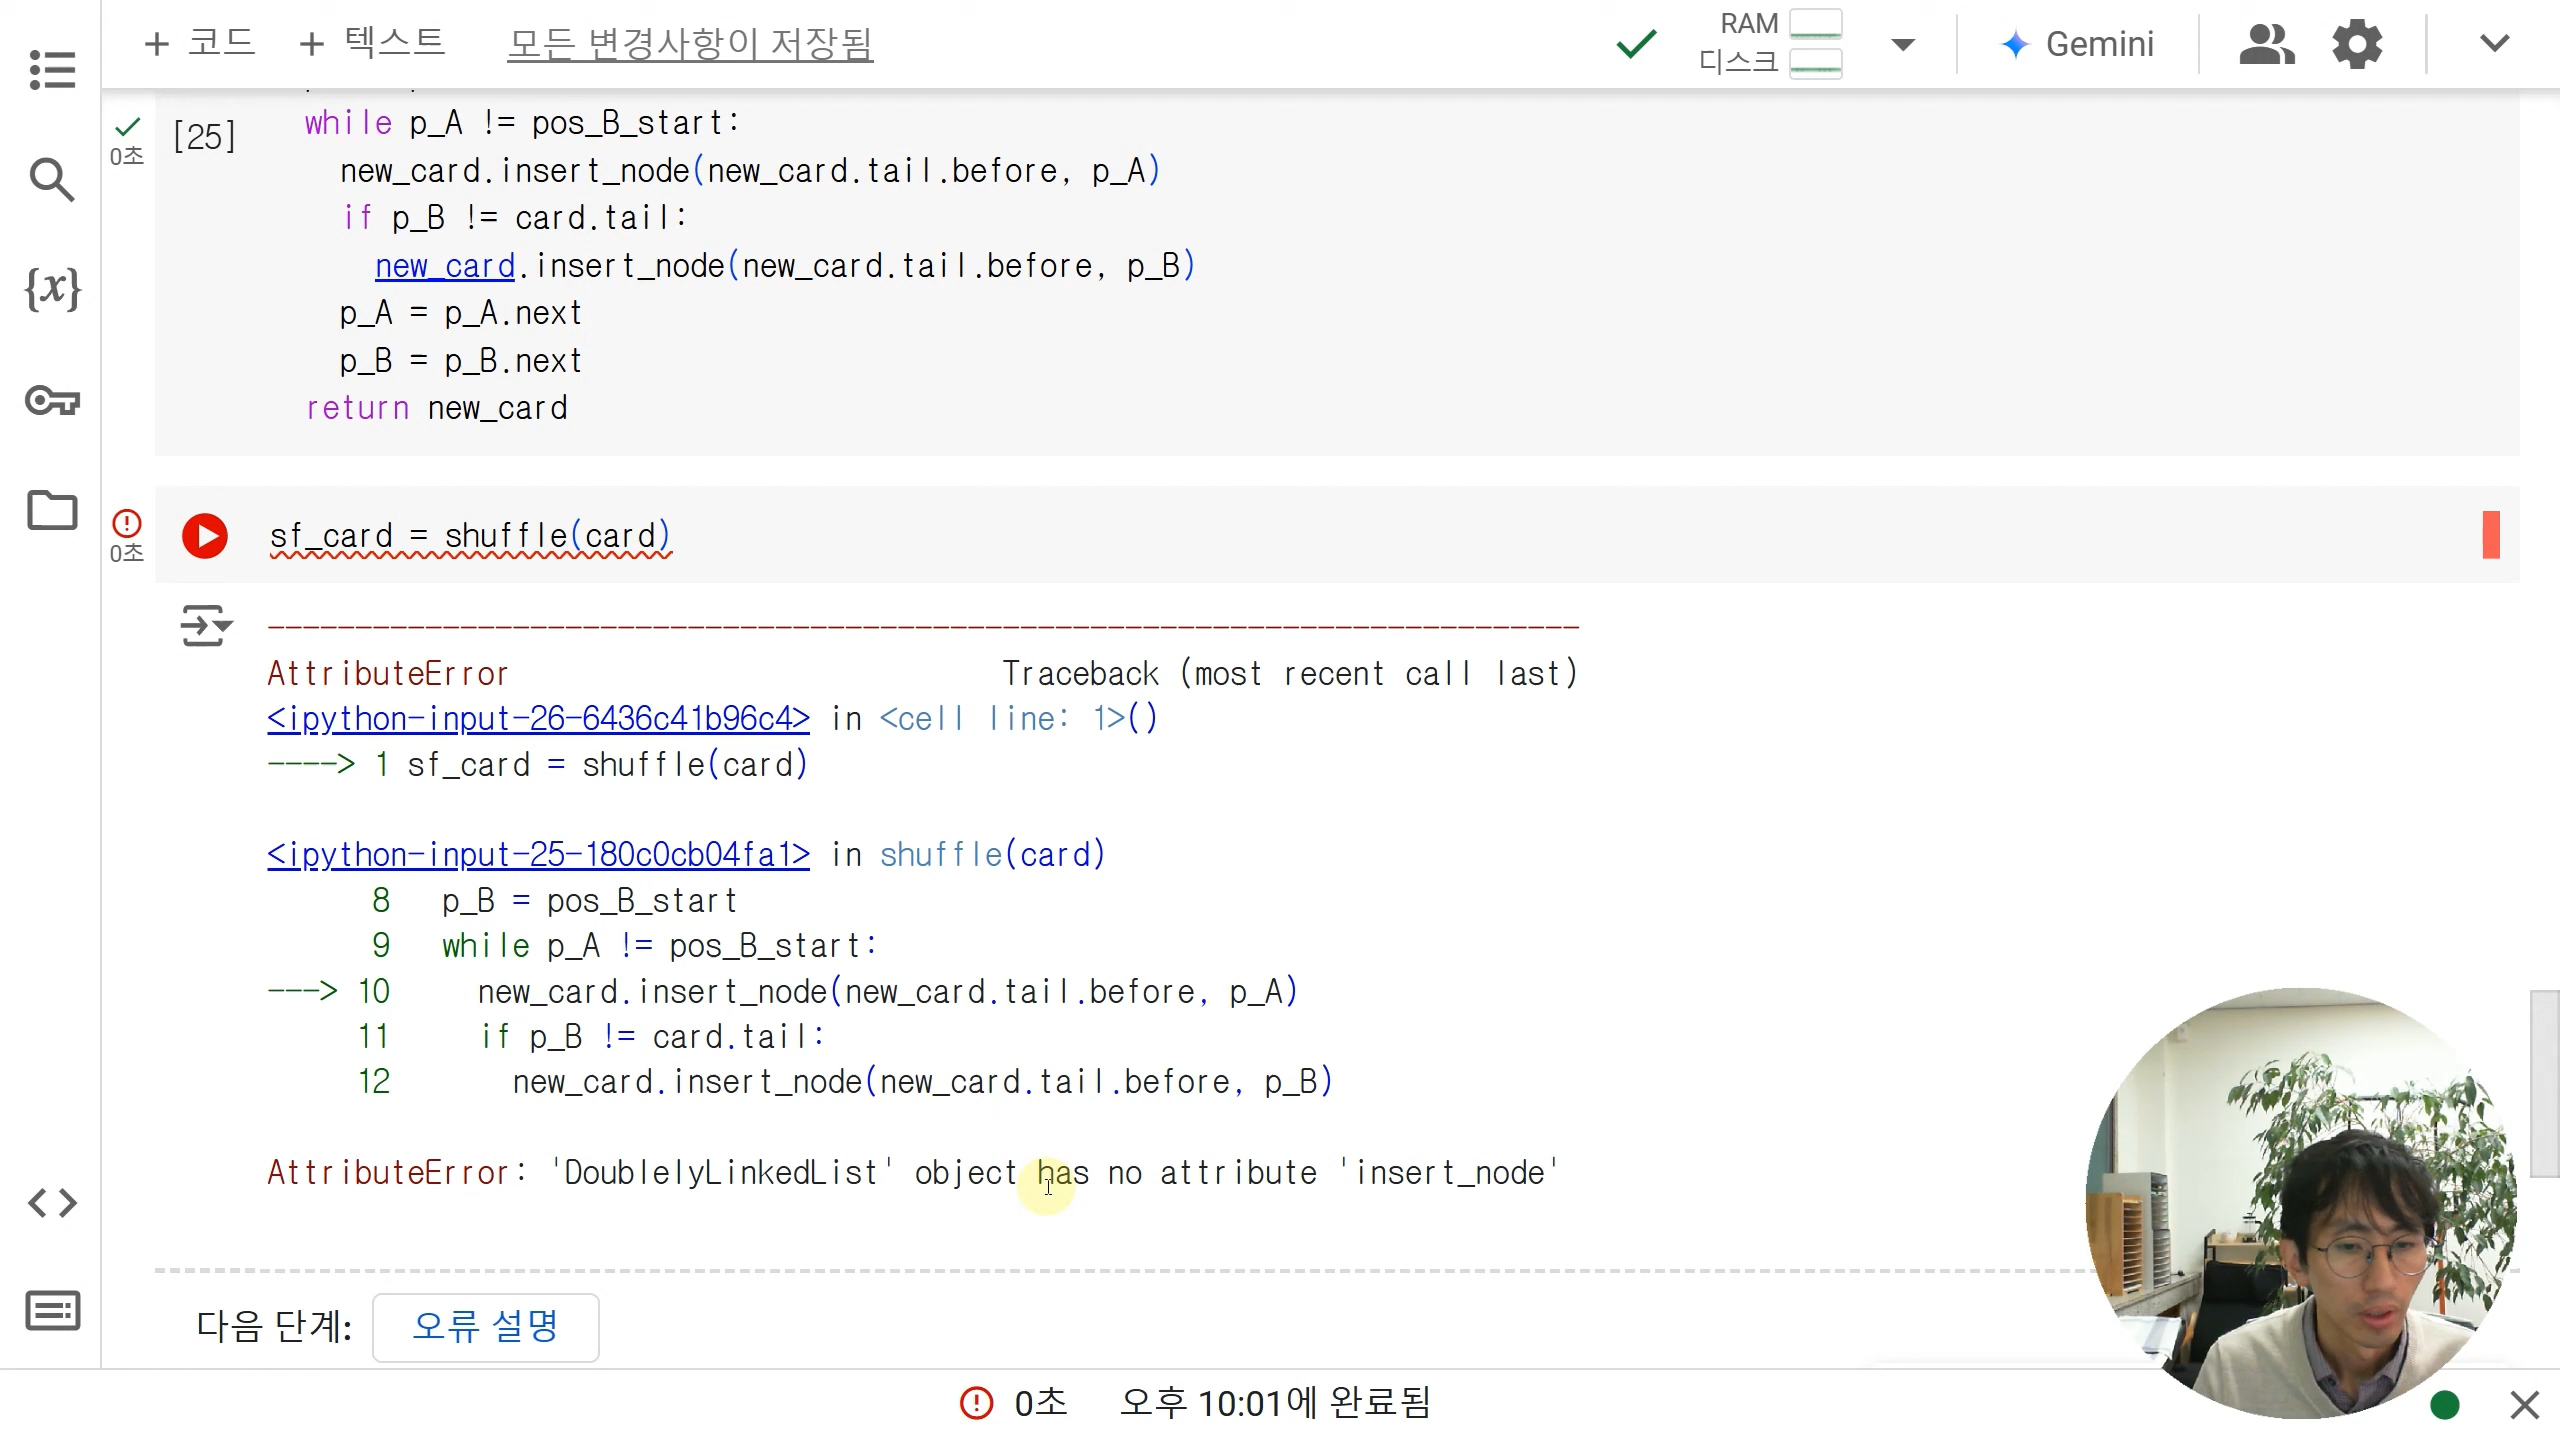 + 코드 + 텍스트 모든 변경사항이 저장됨
RAM
디스크
Gemini
{x}
[25]
0초
while p_A != pos_B_start:
new_card.insert_node(new_card.tail.before, p_A)
if p_B != card.tail:
new_card.insert_node(new_card.tail.before, p_B)
p_A = p_A.next
p_B = p_B.next
return new_card
0초
sf_card = shuffle(card)
---------------------------------------------------------------------------
AttributeError Traceback (most recent call last)
<ipython-input-26-6436c41b96c4> in <cell line: 1>()
----> 1 sf_card = shuffle(card)
<ipython-input-25-180c0cb04fa1> in shuffle(card)
8 p_B = pos_B_start
9 while p_A != pos_B_start:
---> 10 new_card.insert_node(new_card.tail.before, p_A)
11 if p_B != card.tail:
12 new_card.insert_node(new_card.tail.before, p_B)
AttributeError: 'DoublelyLinkedList' object has no attribute 'insert_node'
다음 단계: 오류 설명
0초 오후 10:01에 완료됨